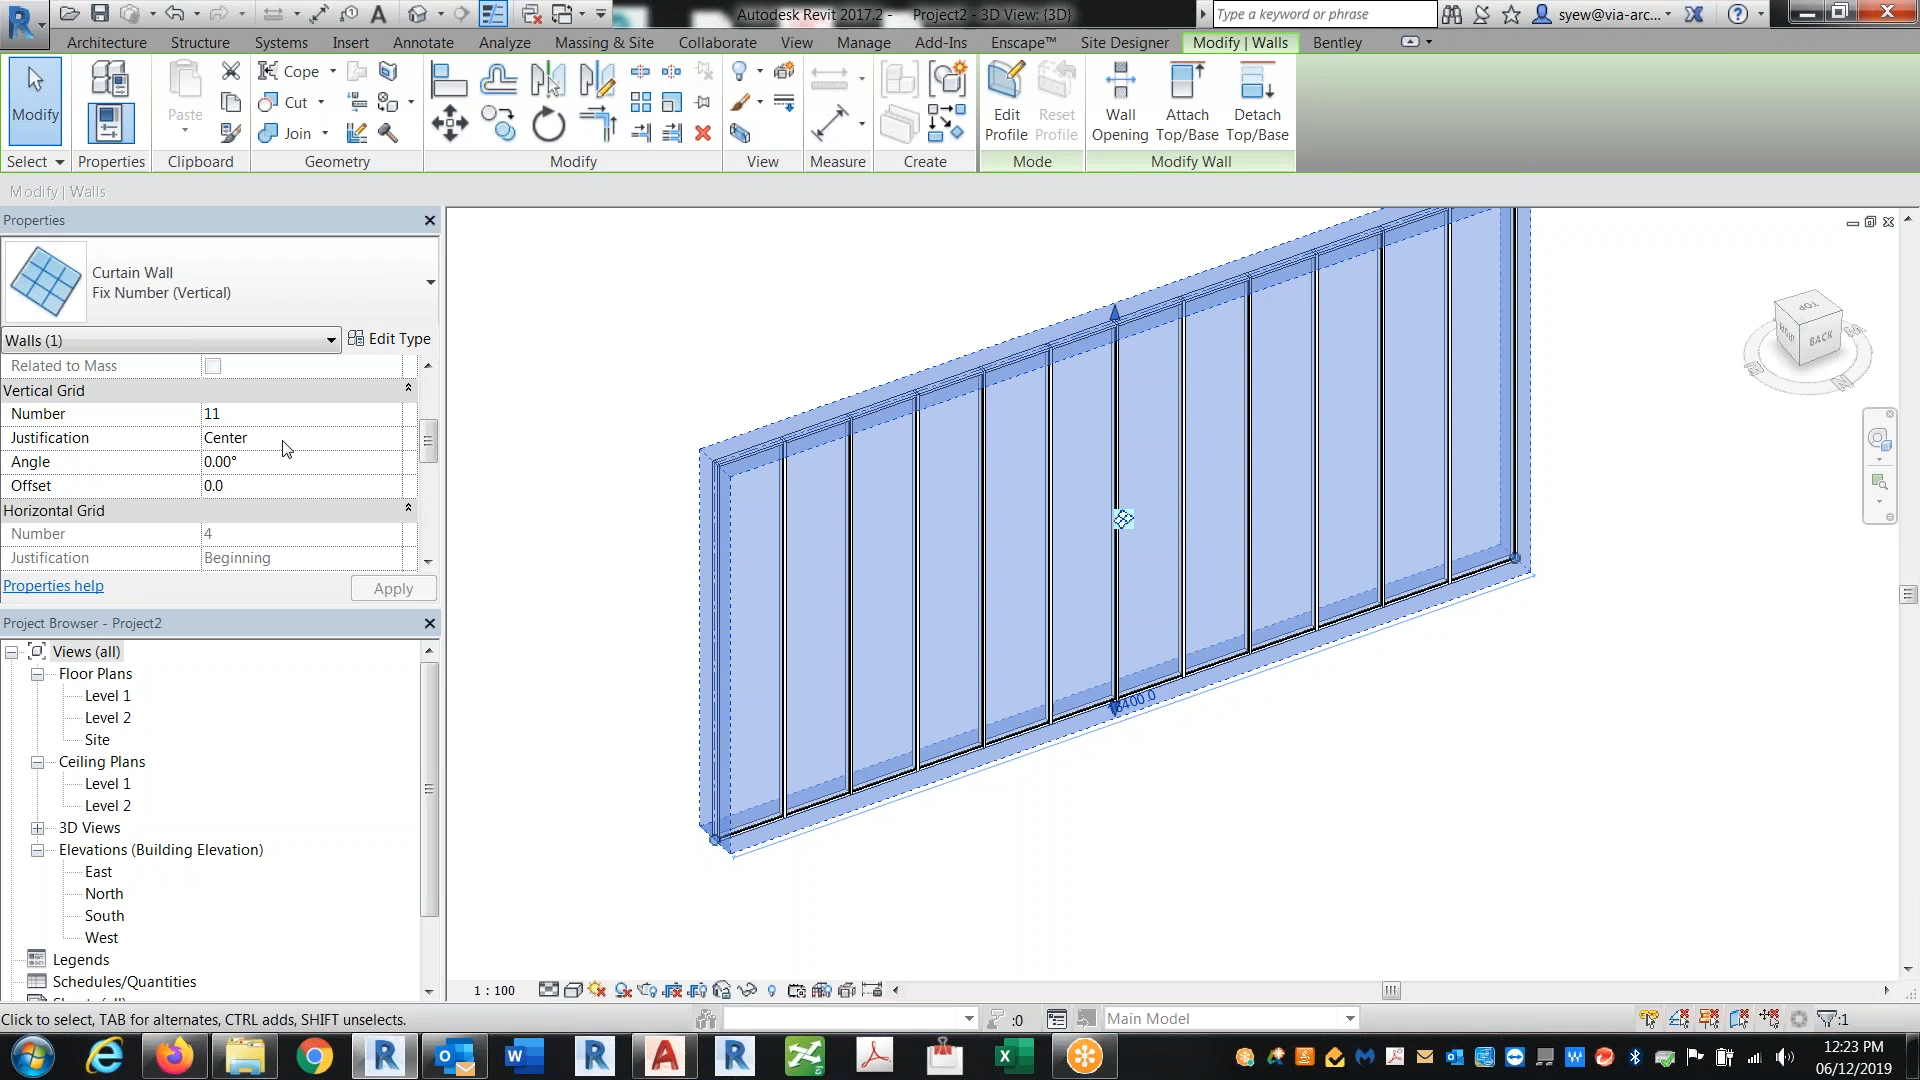 Autodesk Revit 2017.2 - Project2 - 3D View: {3D}
Type a keyword or phrase
syew@via-arc...
Architecture Structure Systems Insert Annotate Analyze Massing & Site Collaborate View Manage Add-Ins Enscape™ Site Designer Modify | Walls Bentley
Modify
Paste
Cope
Cut
Join
Edit Profile
Reset Profile
Wall Opening
Attach Top/Base
Detach Top/Base
Select Properties Clipboard Geometry Modify View Measure Create Mode Modify Wall
Modify | Walls
Properties
Curtain Wall
Fix Number (Vertical)
Walls (1) Edit Type
Related to Mass
Vertical Grid
Number 11
Justification Center
Angle 0.00°
Offset 0.0
Horizontal Grid
Number 4
Justification Beginning
Properties help Apply
Project Browser - Project2
Views (all)
Floor Plans
Level 1
Level 2
Site
Ceiling Plans
Level 1
Level 2
3D Views
Elevations (Building Elevation)
East
North
South
West
Legends
Schedules/Quantities
TOP
BACK
1 : 100
Click to select, TAB for alternates, CTRL adds, SHIFT unselects.
:0
Main Model
:1
12:23 PM
06/12/2019